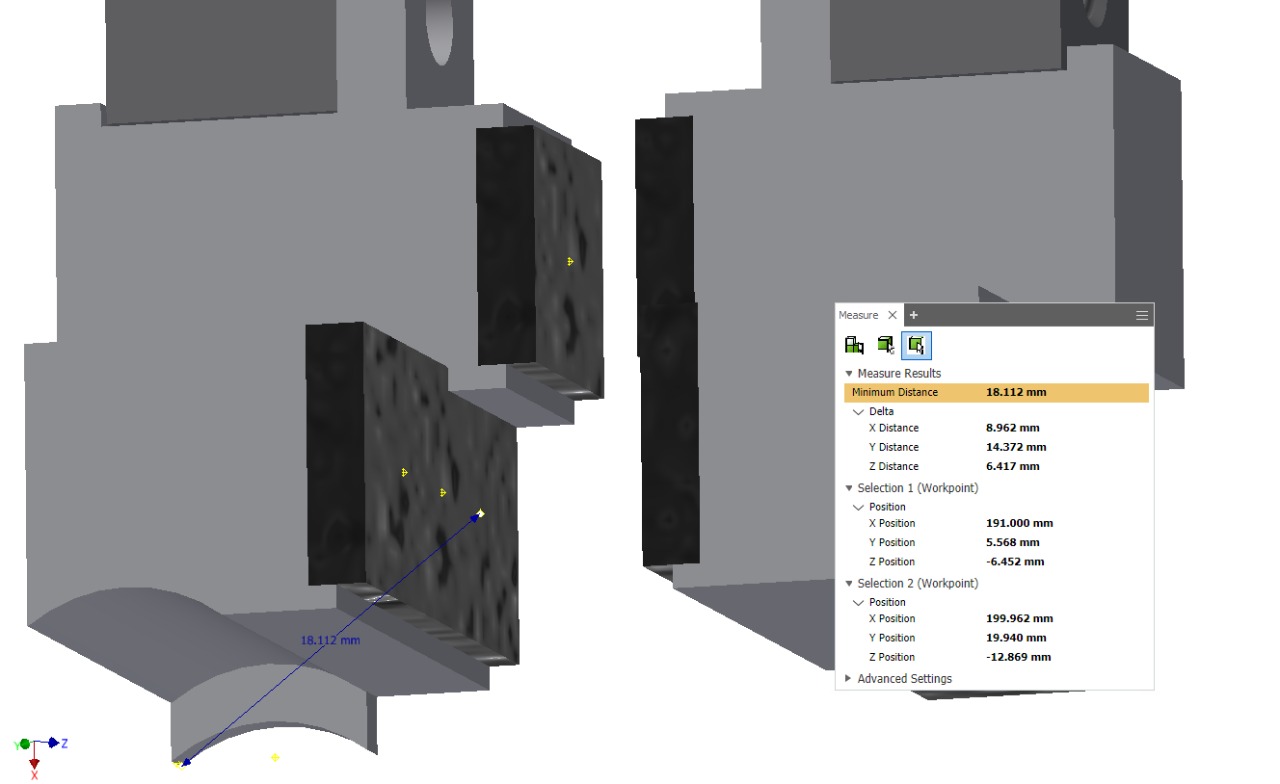 Measure
Measure Results
Minimum Distance 18.112 mm
Delta
X Distance 8.962 mm
Y Distance 14.372 mm
Z Distance 6.417 mm
Selection 1 (Workpoint)
Position
X Position 191.000 mm
Y Position 5.568 mm
Z Position -6.452 mm
Selection 2 (Workpoint)
Position
X Position 199.962 mm
Y Position 19.940 mm
Z Position -12.869 mm
Advanced Settings
18.112 mm
Y Z
X